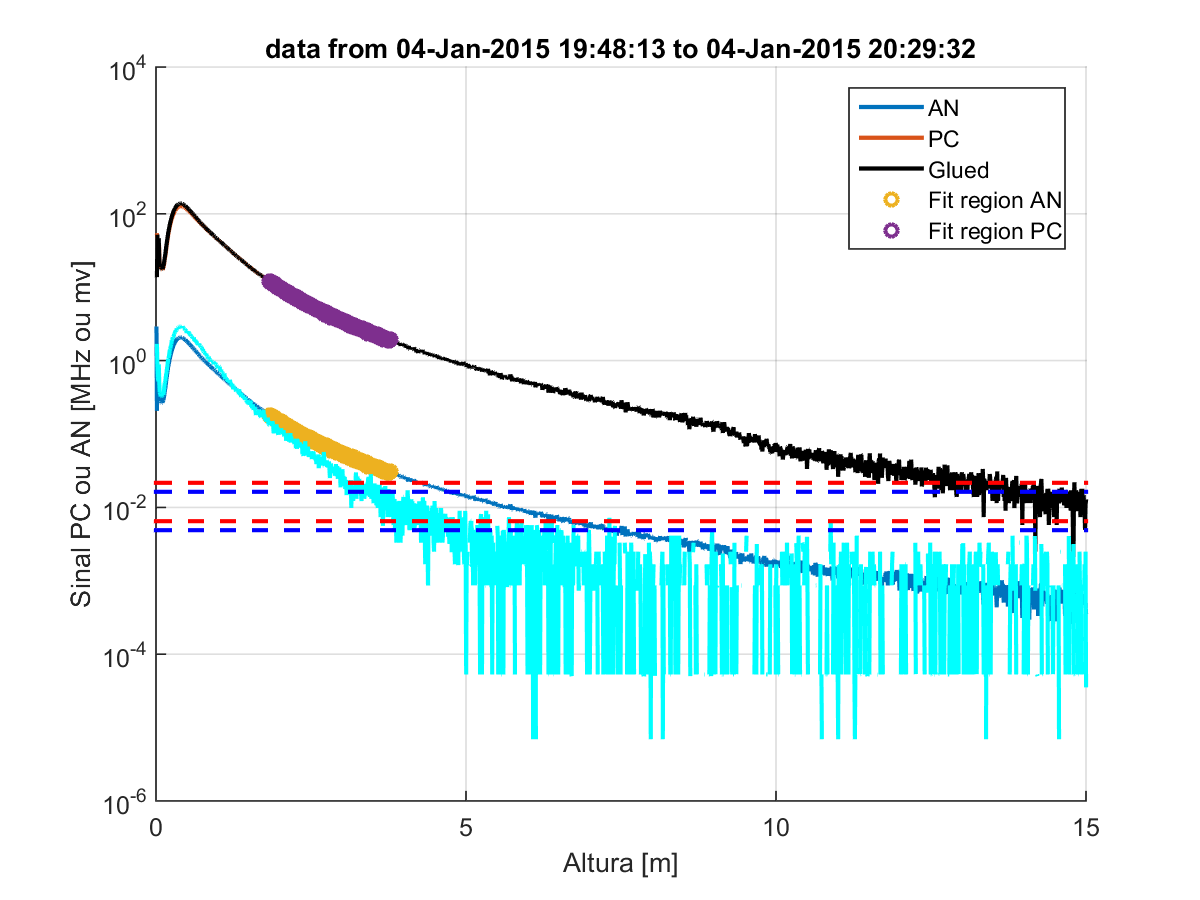 data from 04-Jan-2015 19:48:13 to 04-Jan-2015 20:29:32
AN
PC
Glued
Fit region AN
Fit region PC
Sinal PC ou AN [MHz ou mv]
10^4
10^2
10^0
10^-2
10^-4
10^-6
0 5 10 15
Altura [m]